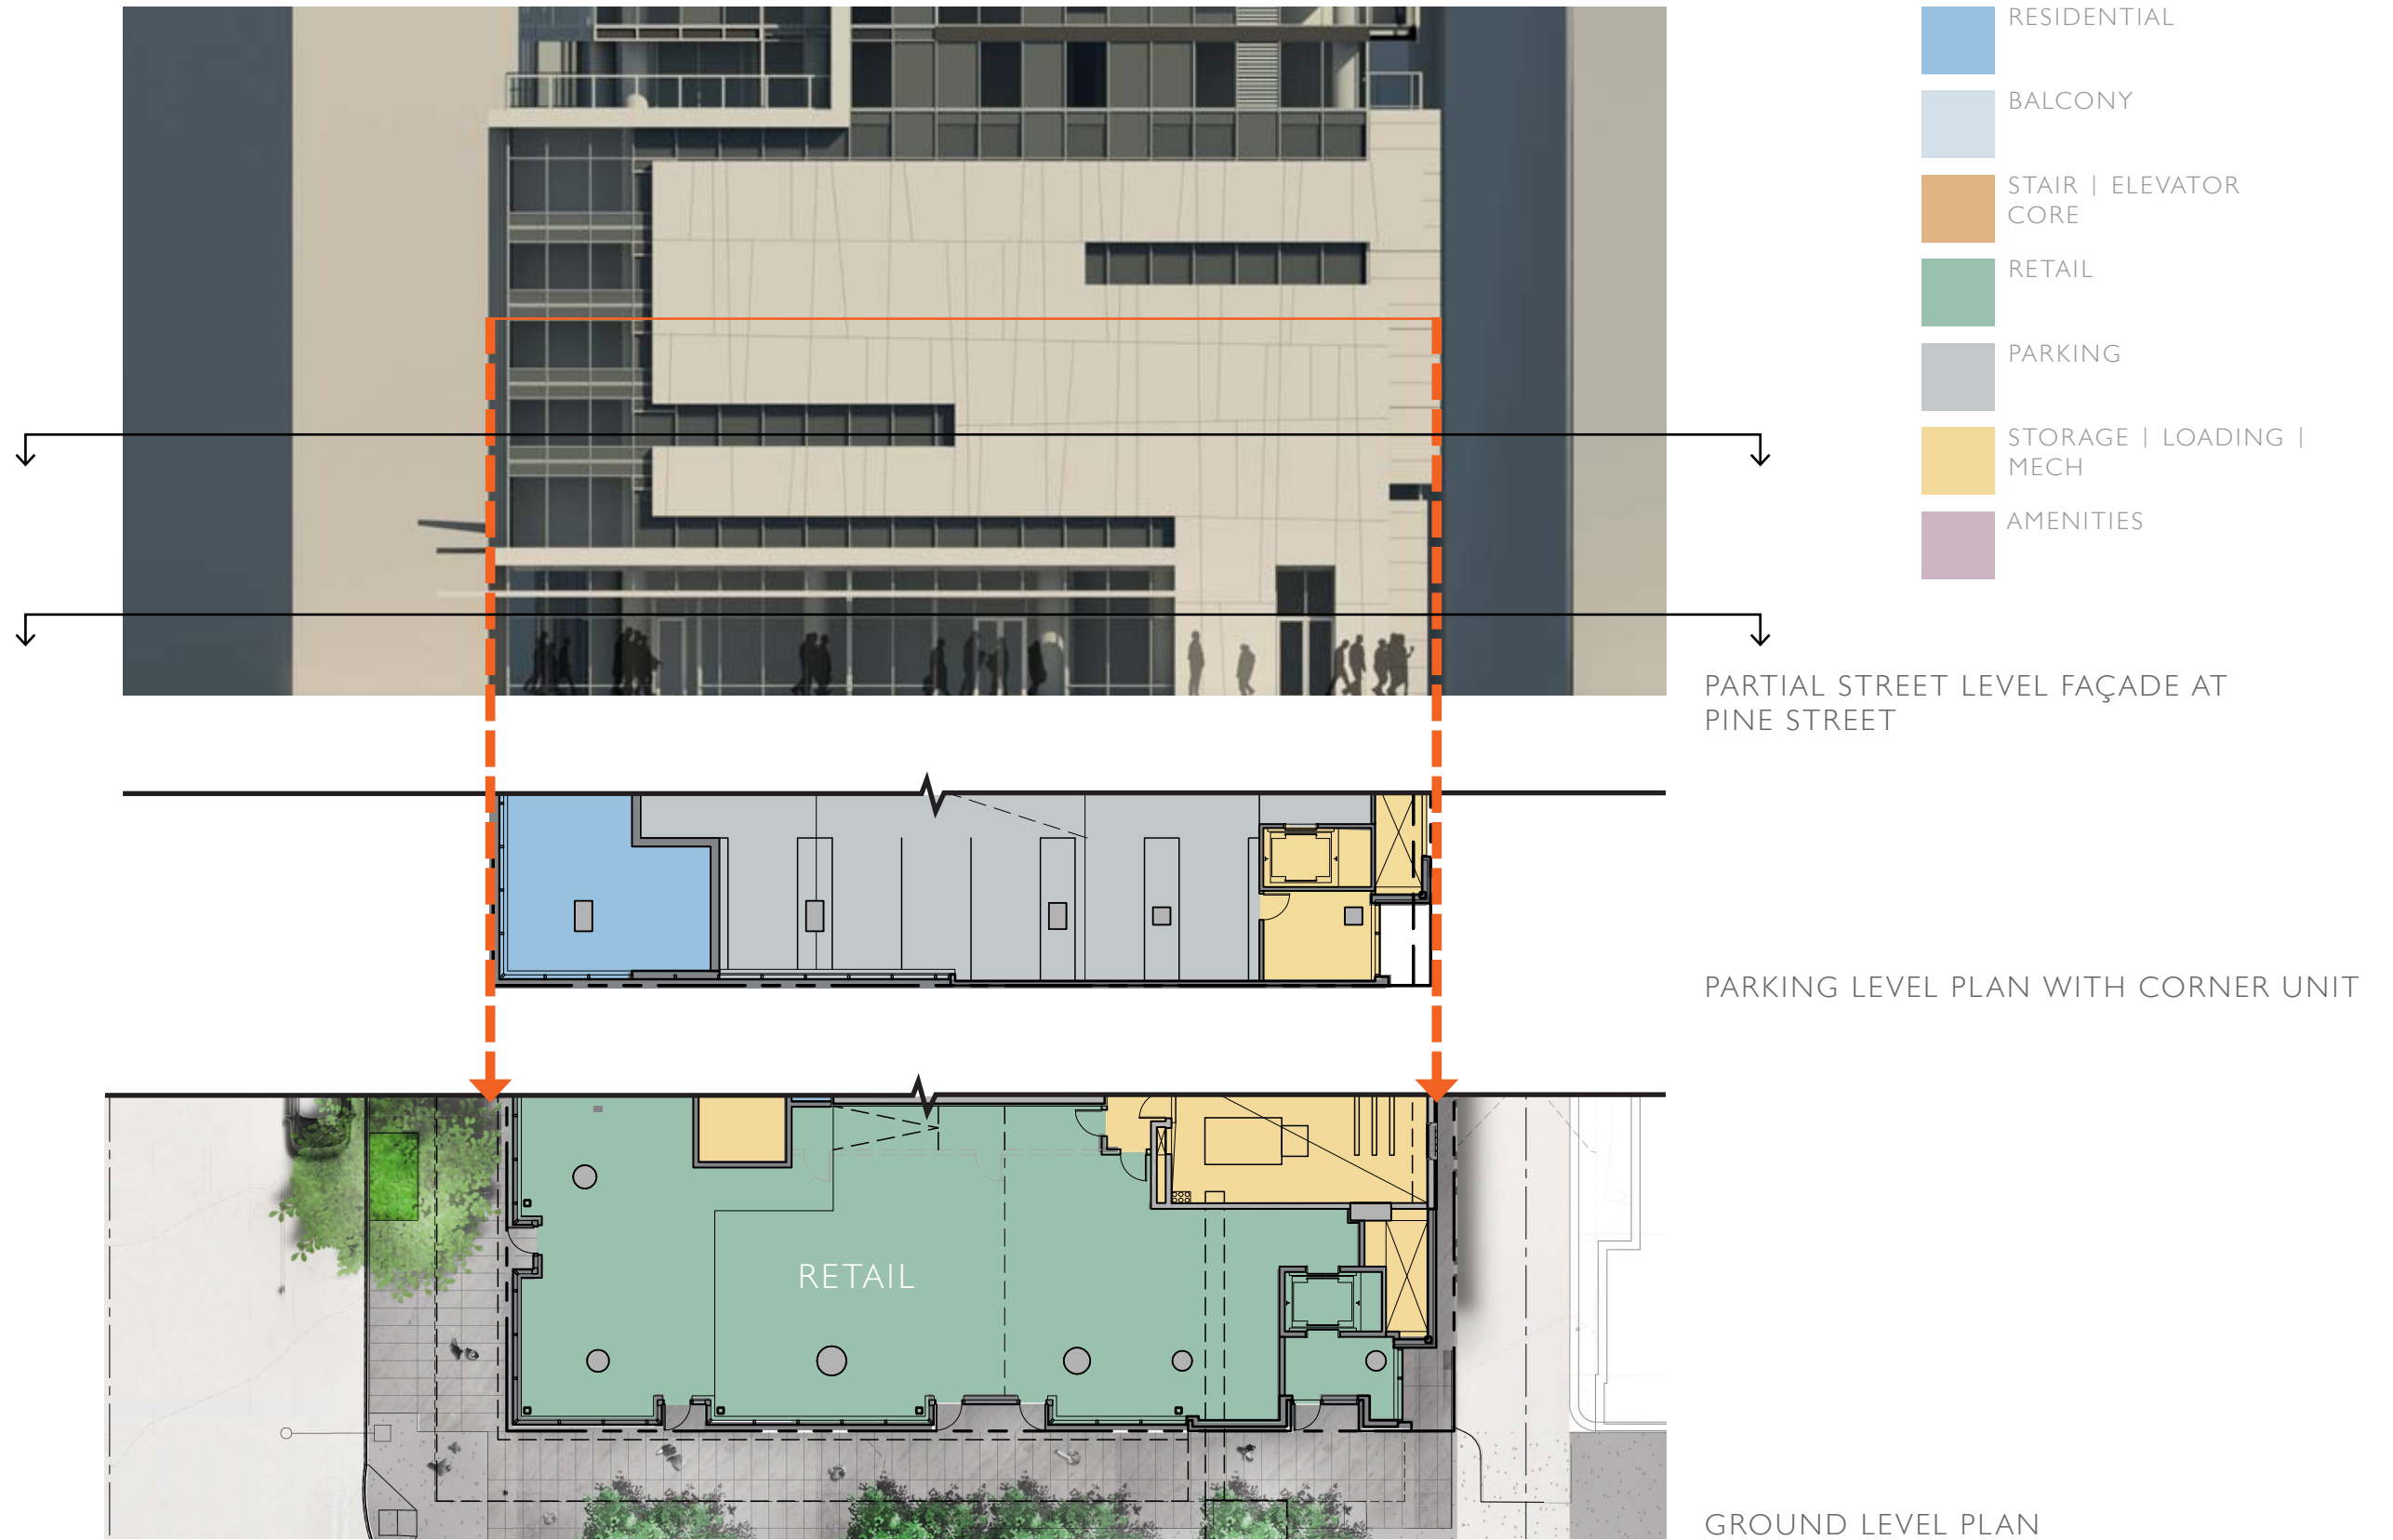 RESIDENTIAL
BALCONY
STAIR | ELEVATOR
CORE
RETAIL
PARKING
STORAGE | LOADING |
MECH
AMENITIES
PARTIAL STREET LEVEL FAÇADE AT
PINE STREET
PARKING LEVEL PLAN WITH CORNER UNIT
RETAIL
GROUND LEVEL PLAN